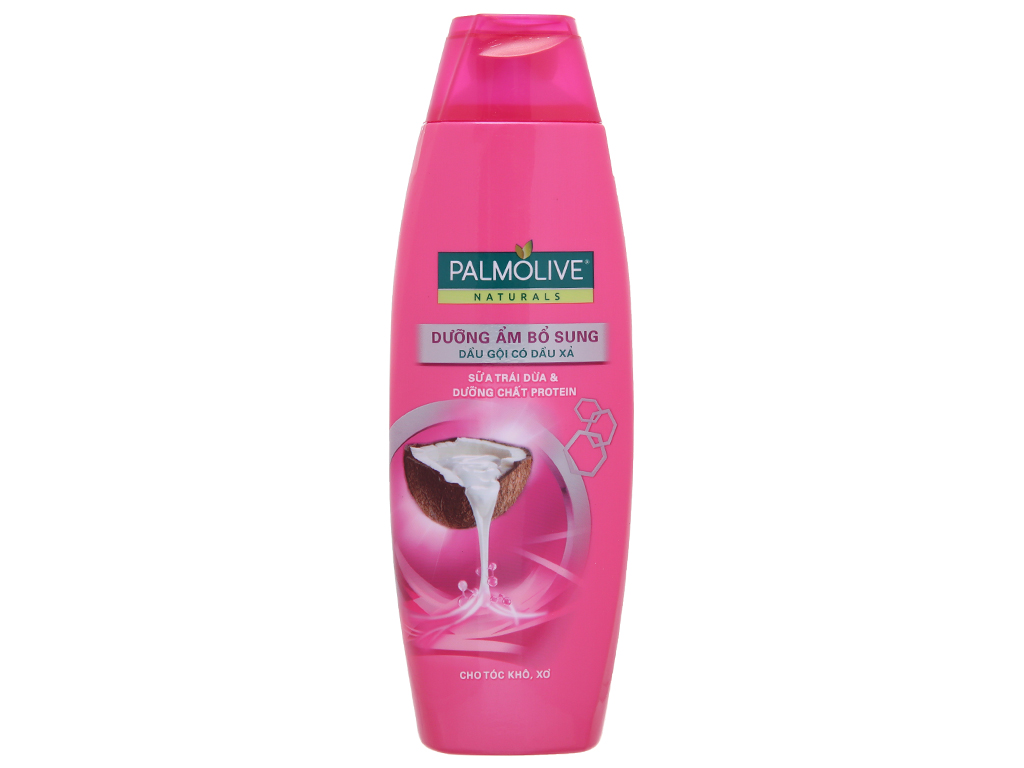 PALMOLIVE®
NATURALS
DƯỠNG ẨM BỔ SUNG
DẦU GỘI CÓ DẦU XẢ
SỮA TRÁI DỪA &
DƯỠNG CHẤT PROTEIN
CHO TÓC KHÔ, XƠ